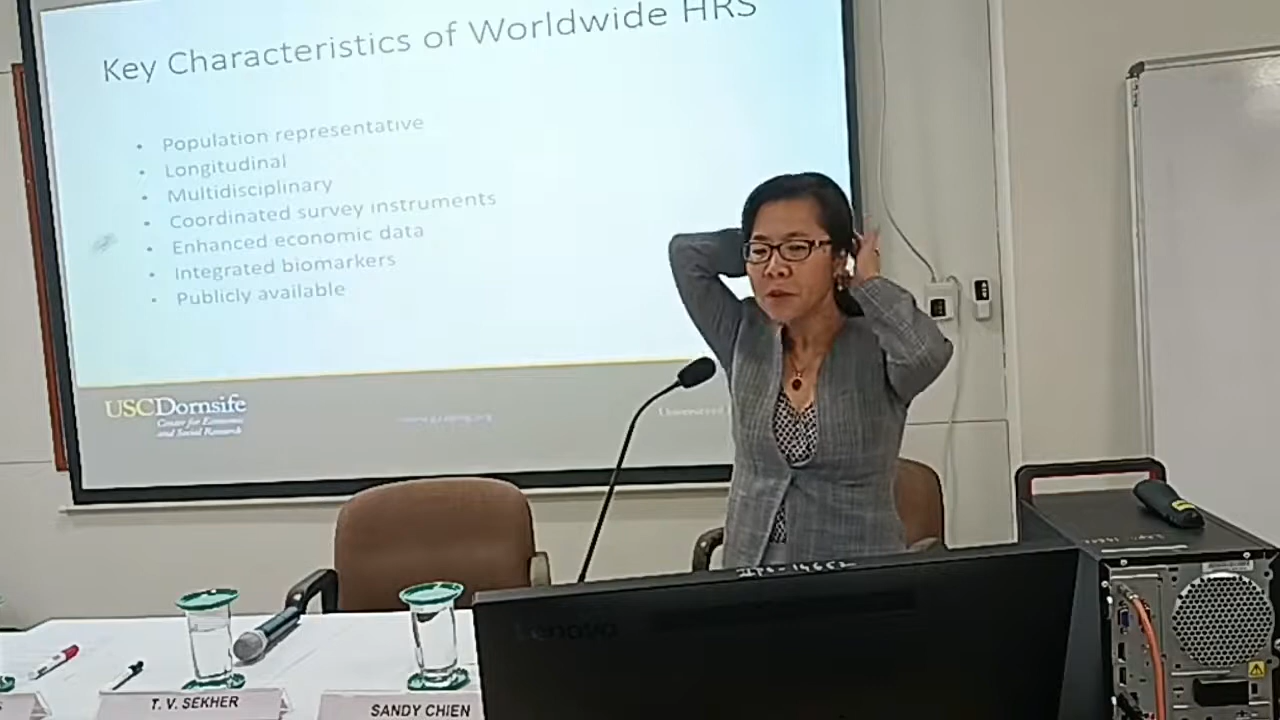 Key Characteristics of Worldwide HRS
• Population representative
• Longitudinal
• Multidisciplinary
• Coordinated survey instruments
• Enhanced economic data
• Integrated biomarkers
• Publicly available
USCDornsife
Center for Economic
and Social Research
T. V. SEKHER
SANDY CHIEN
lenovo